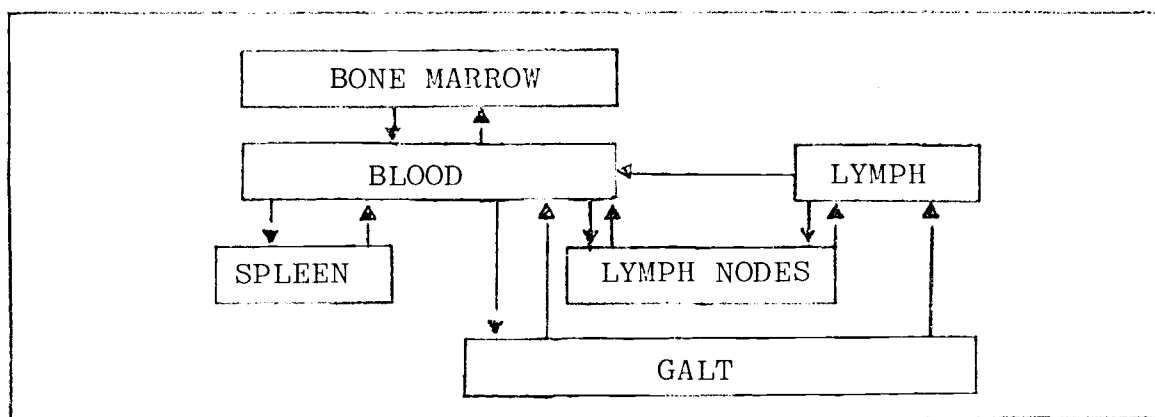 BONE MARROW
BLOOD
LYMPH
SPLEEN
LYMPH NODES
GALT